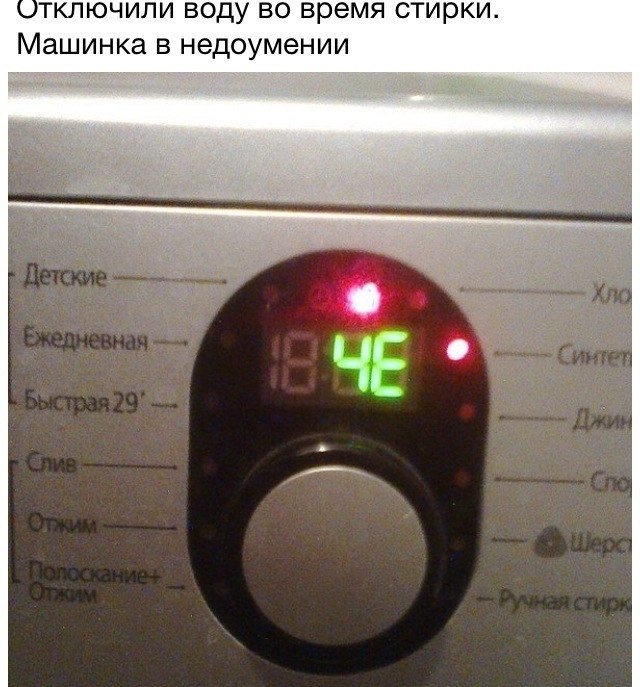 Отключили воду во время стирки.
Машинка в недоумении
Детские
Ежедневная
Быстрая 29'
Слив
Отжим
Полоскание+
Отжим
4E
Хло
Синтет
Джин
Спо
Шерст
Ручная стирк